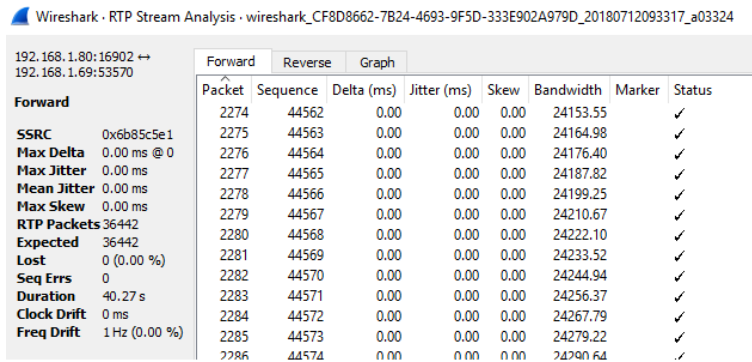 Wireshark · RTP Stream Analysis · wireshark_CF8D8662-7B24-4693-9F5D-333E902A979D_20180712093317_a03324
192.168.1.80:16902 ↔
192.168.1.69:53570
Forward
SSRC 0x6b85c5e1
Max Delta 0.00 ms @ 0
Max Jitter 0.00 ms
Mean Jitter 0.00 ms
Max Skew 0.00 ms
RTP Packets 36442
Expected 36442
Lost 0 (0.00 %)
Seq Errs 0
Duration 40.27 s
Clock Drift 0 ms
Freq Drift 1 Hz (0.00 %)
Forward Reverse Graph
Packet Sequence Delta (ms) Jitter (ms) Skew Bandwidth Marker Status
2274 44562 0.00 0.00 0.00 24153.55 ✓
2275 44563 0.00 0.00 0.00 24164.98 ✓
2276 44564 0.00 0.00 0.00 24176.40 ✓
2277 44565 0.00 0.00 0.00 24187.82 ✓
2278 44566 0.00 0.00 0.00 24199.25 ✓
2279 44567 0.00 0.00 0.00 24210.67 ✓
2280 44568 0.00 0.00 0.00 24222.10 ✓
2281 44569 0.00 0.00 0.00 24233.52 ✓
2282 44570 0.00 0.00 0.00 24244.94 ✓
2283 44571 0.00 0.00 0.00 24256.37 ✓
2284 44572 0.00 0.00 0.00 24267.79 ✓
2285 44573 0.00 0.00 0.00 24279.22 ✓
2286 44574 0.00 0.00 0.00 24290.64 ✓